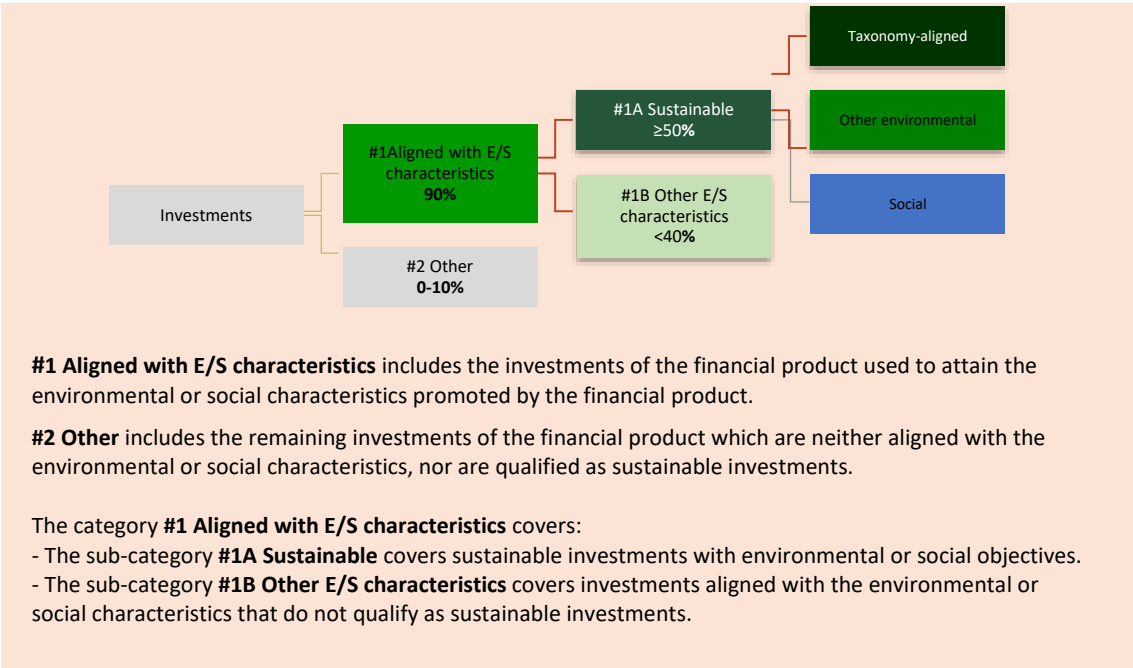 Investments
#1Aligned with E/S
characteristics
90%
#2 Other
0-10%
#1A Sustainable
≥50%
#1B Other E/S
characteristics
<40%
Taxonomy-aligned
Other environmental
Social
#1 Aligned with E/S characteristics includes the investments of the financial product used to attain the
environmental or social characteristics promoted by the financial product.
#2 Other includes the remaining investments of the financial product which are neither aligned with the
environmental or social characteristics, nor are qualified as sustainable investments.
The category #1 Aligned with E/S characteristics covers:
- The sub-category #1A Sustainable covers sustainable investments with environmental or social objectives.
- The sub-category #1B Other E/S characteristics covers investments aligned with the environmental or
social characteristics that do not qualify as sustainable investments.